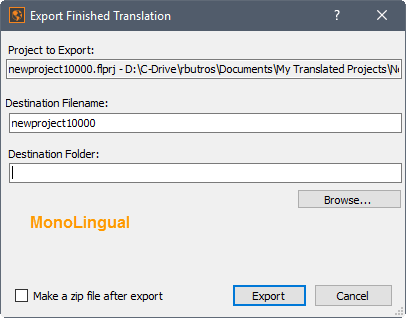 Export Finished Translation
Project to Export:
newproject10000.flprj - D:\C-Drive\rbutros\Documents\My Translated Projects\Ne
Destination Filename:
newproject10000
Destination Folder:
Browse...
MonoLingual
Make a zip file after export
Export
Cancel